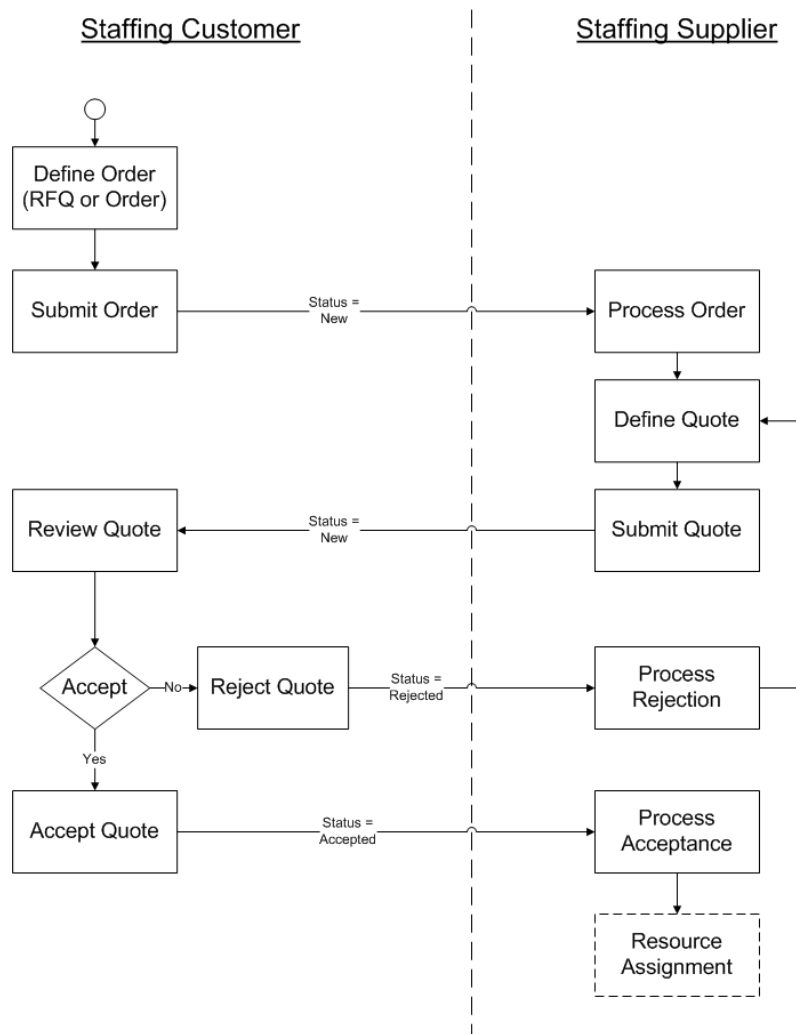 Staffing Customer
Staffing Supplier
Define Order
(RFQ or Order)
Submit Order
Status =
New
Process Order
Define Quote
Review Quote
Status =
New
Submit Quote
Accept
No
Reject Quote
Status =
Rejected
Process
Rejection
Yes
Accept Quote
Status =
Accepted
Process
Acceptance
Resource
Assignment